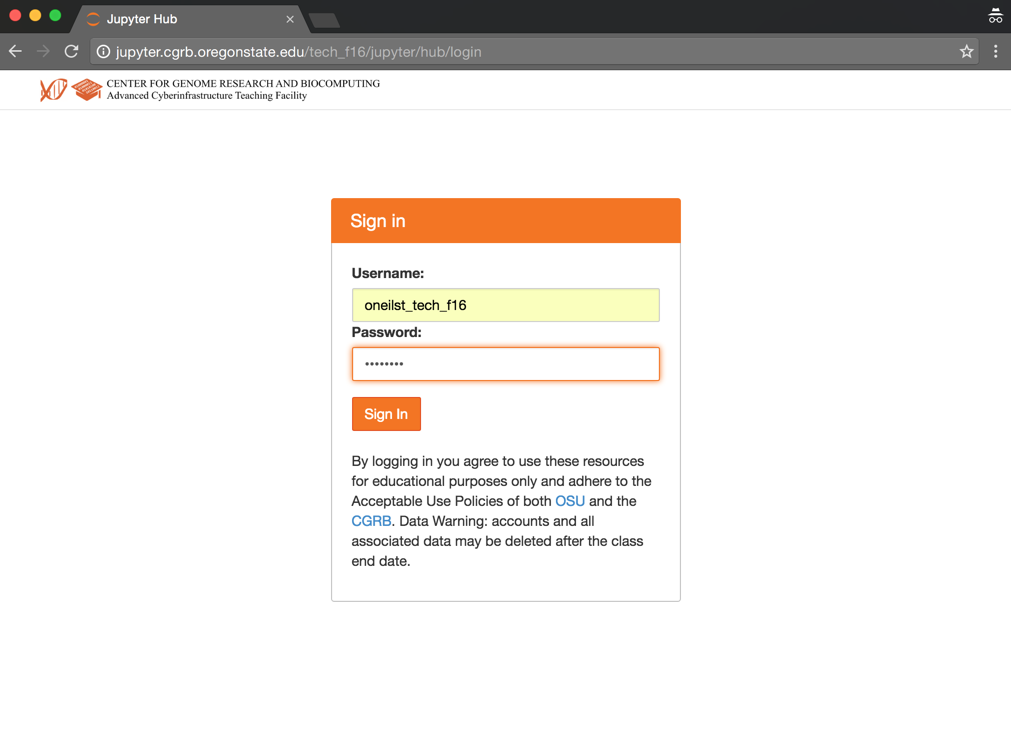 Jupyter Hub
jupyter.cgrb.oregonstate.edu/tech_f16/jupyter/hub/login
CENTER FOR GENOME RESEARCH AND BIOCOMPUTING
Advanced Cyberinfrastructure Teaching Facility
Sign in
Username:
oneilst_tech_f16
Password:
••••••••
Sign In
By logging in you agree to use these resources
for educational purposes only and adhere to the
Acceptable Use Policies of both OSU and the
CGRB. Data Warning: accounts and all
associated data may be deleted after the class
end date.